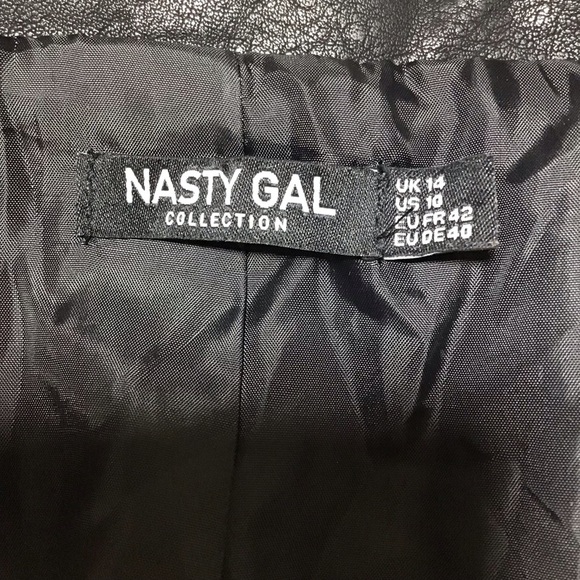 NASTY GAL
COLLECTION
UK 14
US 10
EU FR 42
EU DE 40